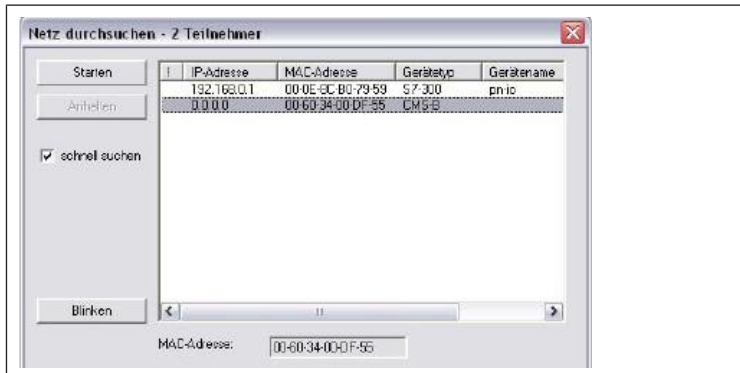 Netz durchsuchen - 2 Teilnehmer
Starten
! IP-Adresse MAC-Adresse Gerätetyp Gerätename
192.168.0.1 00-0E-8C-B0-79-59 S7-300 pn-io
Anhalten
0.0.0.0 00-60-34-00-DF-55 CMS-B
schnell suchen
Blinken
MAC-Adresse: 00-60-34-00-DF-55